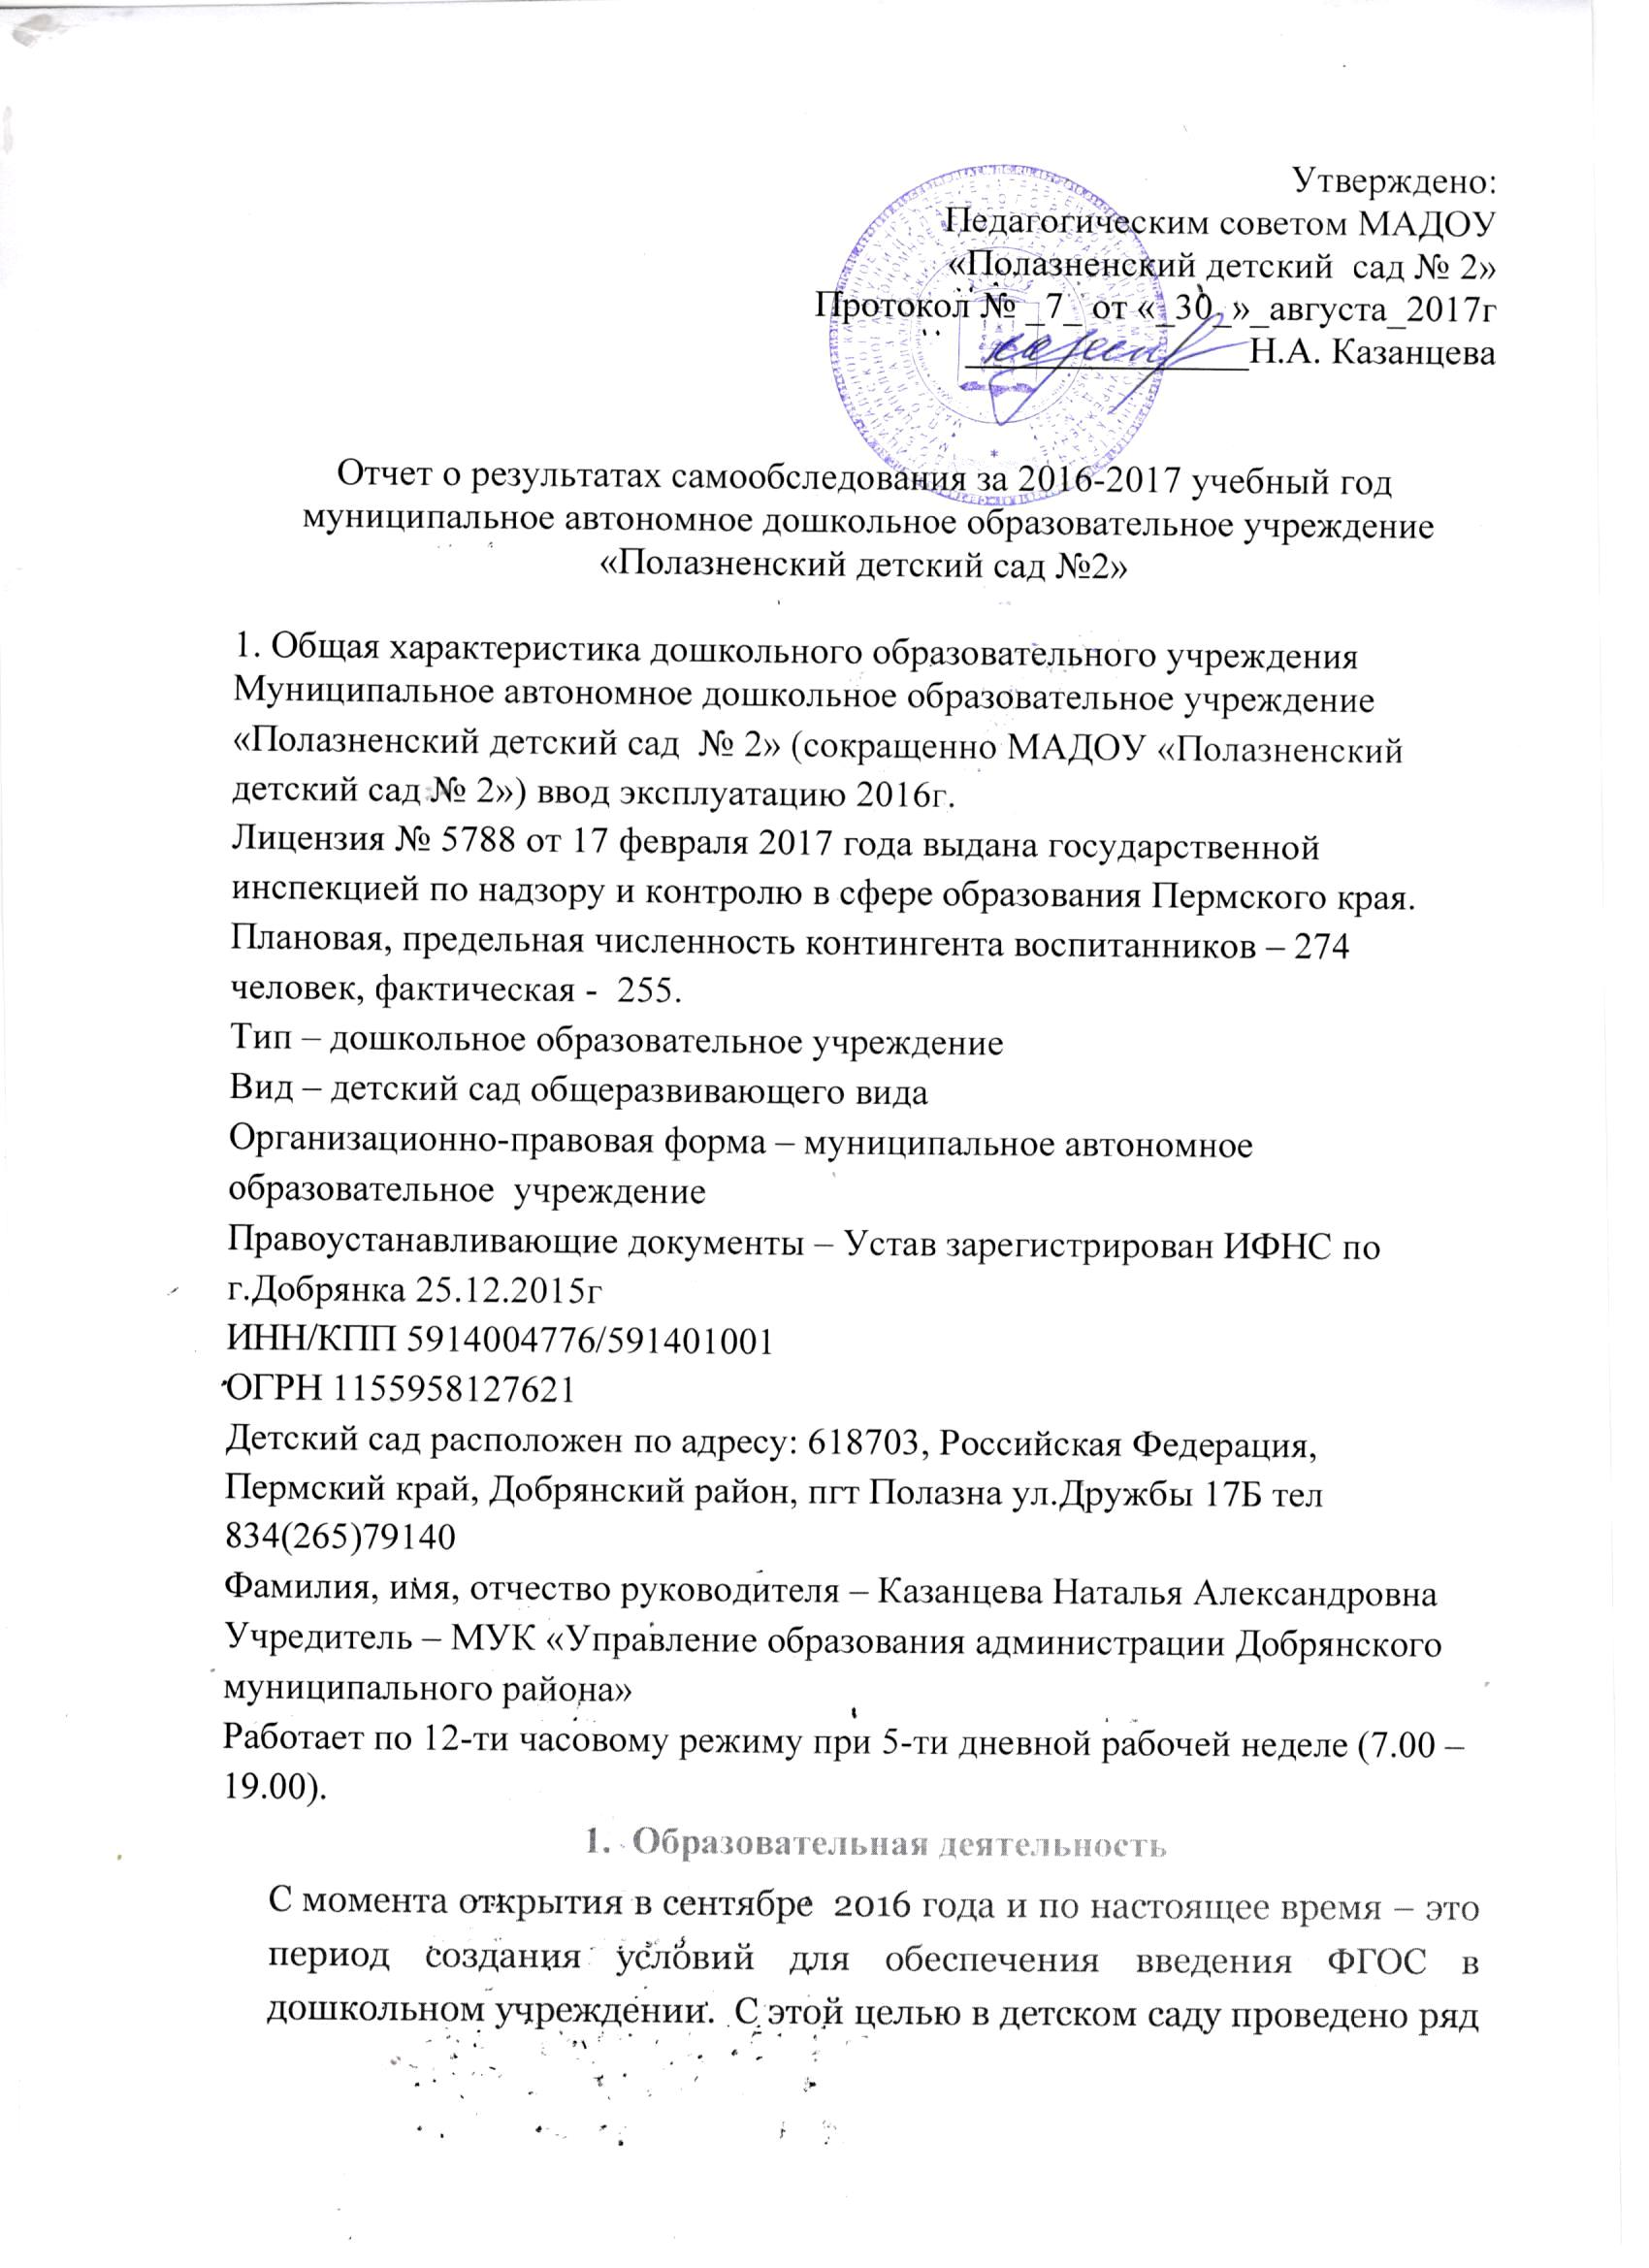 Утверждено:
Педагогическим советом МАДОУ
«Полазненский детский  сад № 2»
Протокол № _7_ от «_30_»_августа_2017г
_______________Н.А. Казанцева
Отчет о результатах самообследования за 2016-2017 учебный год
муниципальное автономное дошкольное образовательное учреждение
«Полазненский детский сад №2»
1. Общая характеристика дошкольного образовательного учреждения
Муниципальное автономное дошкольное образовательное учреждение
«Полазненский детский сад  № 2» (сокращенно МАДОУ «Полазненский
детский сад № 2») ввод эксплуатацию 2016г.
Лицензия № 5788 от 17 февраля 2017 года выдана государственной
инспекцией по надзору и контролю в сфере образования Пермского края.
Плановая, предельная численность контингента воспитанников – 274
человек, фактическая -  255.
Тип – дошкольное образовательное учреждение
Вид – детский сад общеразвивающего вида
Организационно-правовая форма – муниципальное автономное
образовательное  учреждение
Правоустанавливающие документы – Устав зарегистрирован ИФНС по
г.Добрянка 25.12.2015г
ИНН/КПП 5914004776/591401001
ОГРН 1155958127621
Детский сад расположен по адресу: 618703, Российская Федерация,
Пермский край, Добрянский район, пгт Полазна ул.Дружбы 17Б тел
834(265)79140
Фамилия, имя, отчество руководителя – Казанцева Наталья Александровна
Учредитель – МУК «Управление образования администрации Добрянского
муниципального района»
Работает по 12-ти часовому режиму при 5-ти дневной рабочей неделе (7.00 –
19.00).
1. Образовательная деятельность
С момента открытия в сентябре  2016 года и по настоящее время – это
период создания условий для обеспечения введения ФГОС в
дошкольном учреждении.  С этой целью в детском саду проведено ряд